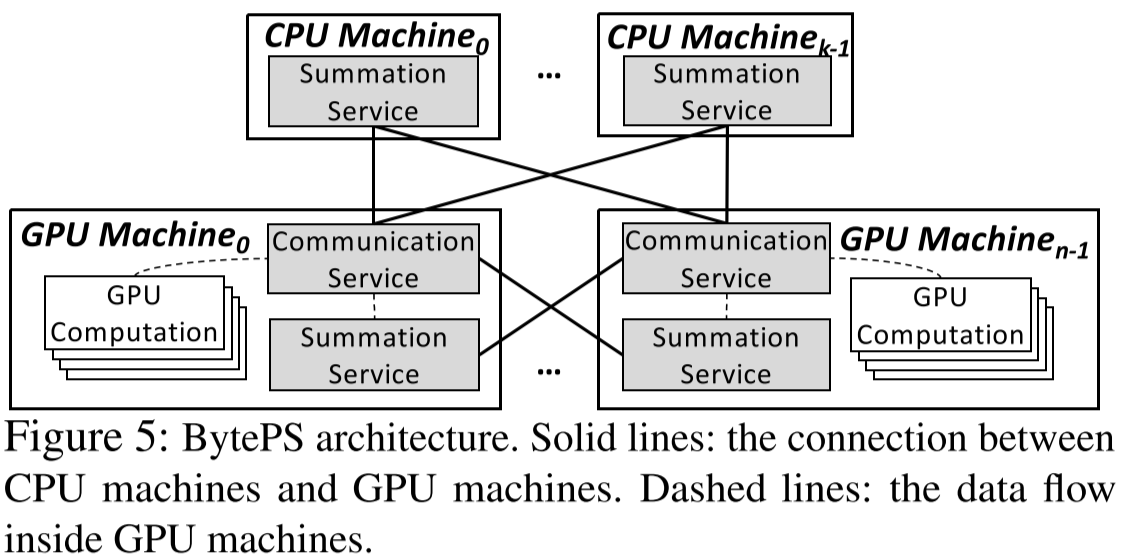 CPU Machine0
Summation
Service
...
CPU Machinek-1
Summation
Service
GPU Machine0
Communication
Service
GPU
Computation
Summation
Service
...
GPU Machinen-1
Communication
Service
GPU
Computation
Summation
Service
Figure 5: BytePS architecture. Solid lines: the connection between
CPU machines and GPU machines. Dashed lines: the data flow
inside GPU machines.